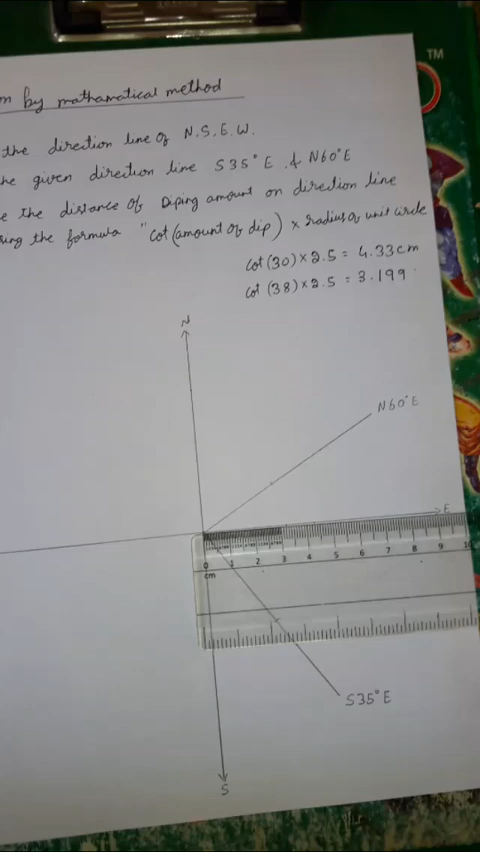 m by mathamatical method
the direction line of N.S.E.W.
he given direction line S35°E & N60°E
e the distance of Diping amount on direction line
ring the formula "cot(amount of dip) × radius of unit circle
cot(30)×2.5 = 4.33cm
cot(38)×2.5 = 3.199
N
N60°E
E
0 1 2 3 4 5 6 7 8 9 10
cm
S35°E
S
TM